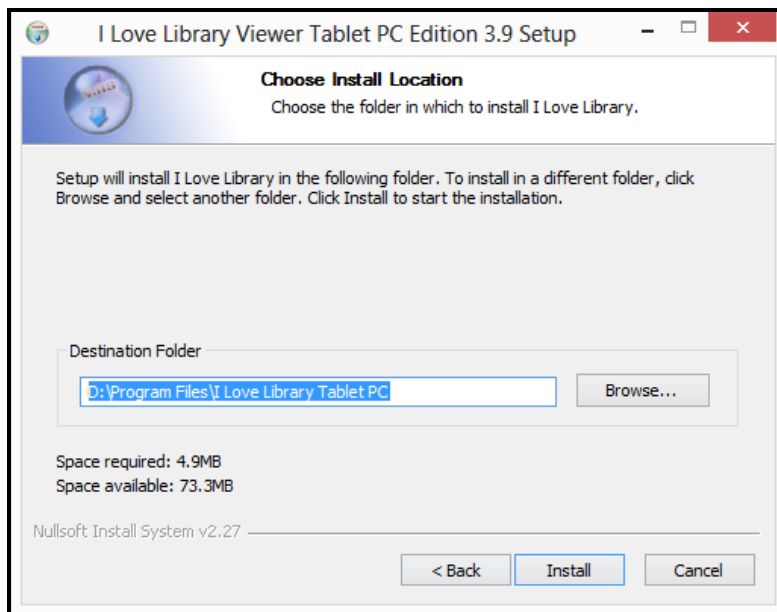 I Love Library Viewer Tablet PC Edition 3.9 Setup
Choose Install Location
Choose the folder in which to install I Love Library.
Setup will install I Love Library in the following folder. To install in a different folder, click
Browse and select another folder. Click Install to start the installation.
Destination Folder
D:\Program Files\I Love Library Tablet PC
Browse...
Space required: 4.9MB
Space available: 73.3MB
Nullsoft Install System v2.27
< Back
Install
Cancel